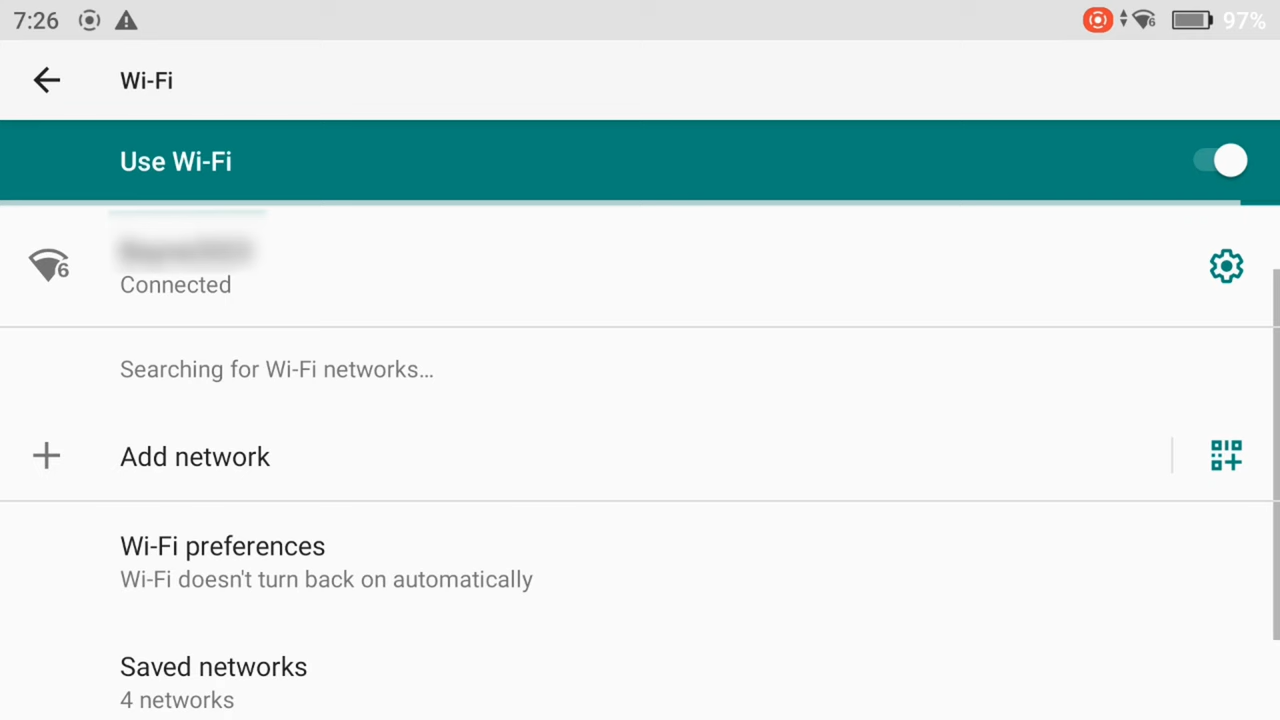 7:26
97%
Wi-Fi
Use Wi-Fi
6
Connected
Searching for Wi-Fi networks…
Add network
Wi-Fi preferences
Wi-Fi doesn't turn back on automatically
Saved networks
4 networks